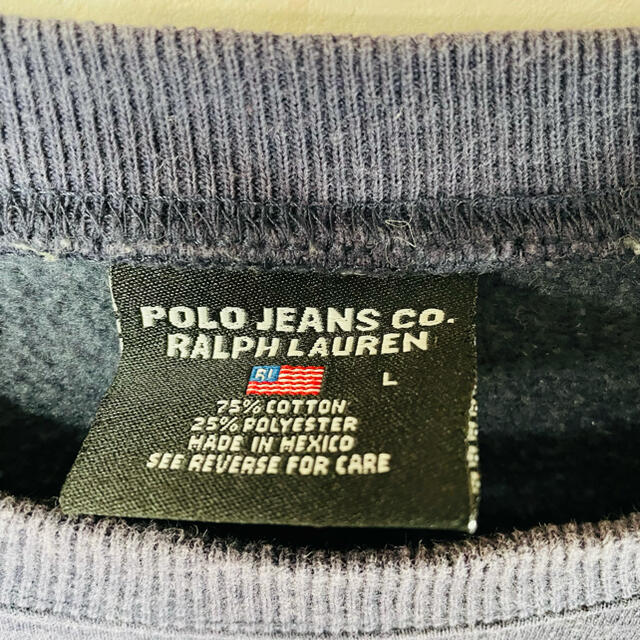 POLO JEANS CO.
RALPH LAUREN
RL L
75% COTTON
25% POLYESTER
MADE IN MEXICO
SEE REVERSE FOR CARE